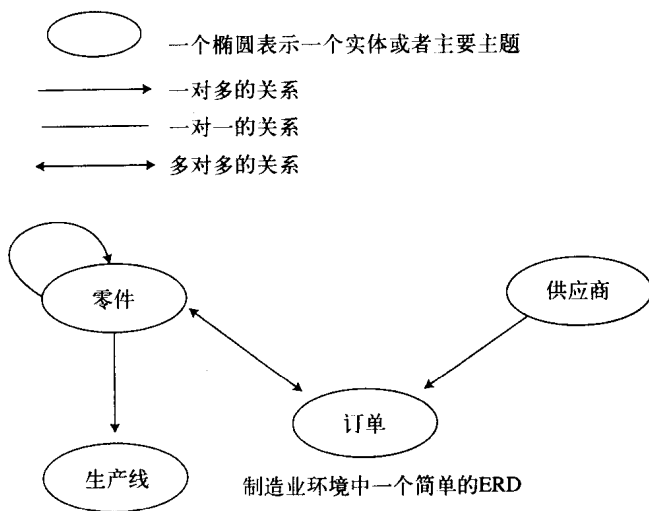 一个椭圆表示一个实体或者主要主题
一对多的关系
一对一的关系
多对多的关系
零件
供应商
订单
生产线
制造业环境中一个简单的ERD